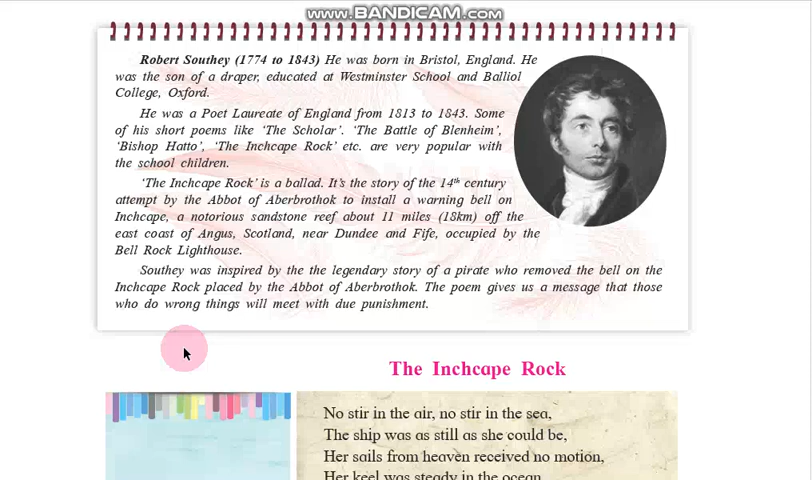 www.BANDICAM.com
Robert Southey (1774 to 1843) He was born in Bristol, England. He
was the son of a draper, educated at Westminster School and Balliol
College, Oxford.
He was a Poet Laureate of England from 1813 to 1843. Some
of his short poems like ‘The Scholar’. ‘The Battle of Blenheim’,
‘Bishop Hatto’, ‘The Inchcape Rock’ etc. are very popular with
the school children.
‘The Inchcape Rock’ is a ballad. It’s the story of the 14th century
attempt by the Abbot of Aberbrothok to install a warning bell on
Inchcape, a notorious sandstone reef about 11 miles (18km) off the
east coast of Angus, Scotland, near Dundee and Fife, occupied by the
Bell Rock Lighthouse.
Southey was inspired by the the legendary story of a pirate who removed the bell on the
Inchcape Rock placed by the Abbot of Aberbrothok. The poem gives us a message that those
who do wrong things will meet with due punishment.
The Inchcape Rock
No stir in the air, no stir in the sea,
The ship was as still as she could be,
Her sails from heaven received no motion,
Her keel was steady in the ocean